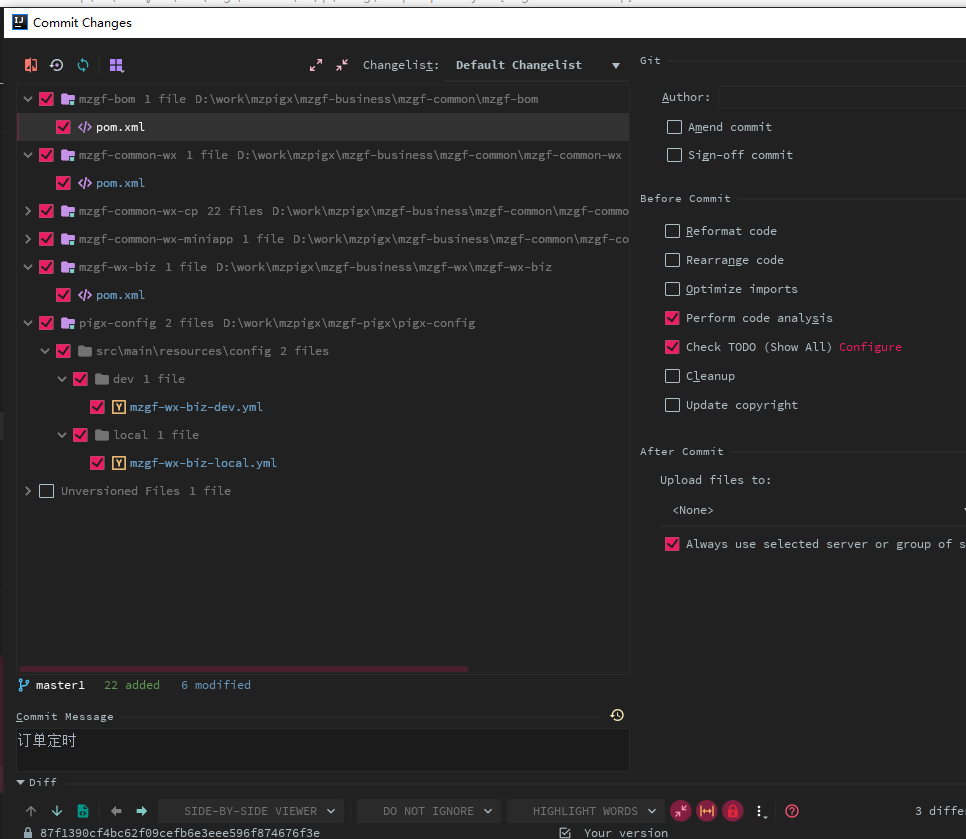 Commit Changes
Changelist: Default Changelist
mzgf-bom 1 file D:\work\mzpigx\mzgf-business\mzgf-common\mzgf-bom
pom.xml
mzgf-common-wx 1 file D:\work\mzpigx\mzgf-business\mzgf-common\mzgf-common-wx
pom.xml
mzgf-common-wx-cp 22 files D:\work\mzpigx\mzgf-business\mzgf-common\mzgf-commo
mzgf-common-wx-miniapp 1 file D:\work\mzpigx\mzgf-business\mzgf-common\mzgf-co
mzgf-wx-biz 1 file D:\work\mzpigx\mzgf-business\mzgf-wx\mzgf-wx-biz
pom.xml
pigx-config 2 files D:\work\mzpigx\mzgf-pigx\pigx-config
src\main\resources\config 2 files
dev 1 file
mzgf-wx-biz-dev.yml
local 1 file
mzgf-wx-biz-local.yml
Unversioned Files 1 file
master1 22 added 6 modified
Commit Message
订单定时
Git
Author:
Amend commit
Sign-off commit
Before Commit
Reformat code
Rearrange code
Optimize imports
Perform code analysis
Check TODO (Show All) Configure
Cleanup
Update copyright
After Commit
Upload files to:
<None>
Always use selected server or group of s
Diff
SIDE-BY-SIDE VIEWER DO NOT IGNORE HIGHLIGHT WORDS 3 diffe
87f1390cf4bc62f09cefb6e3eee596f874676f3e Your version